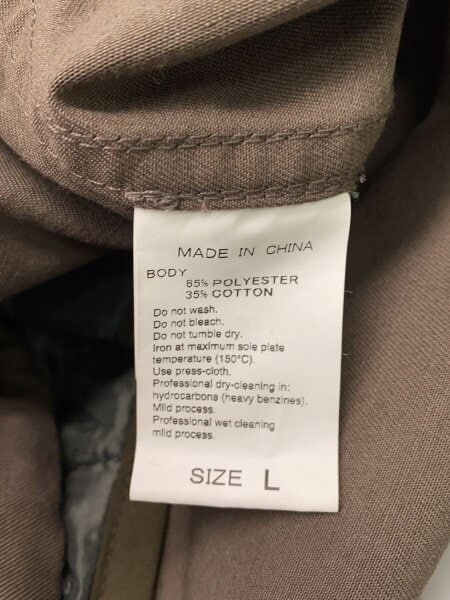 MADE IN CHINA
BODY
65% POLYESTER
35% COTTON
Do not wash.
Do not bleach.
Do not tumble dry.
Iron at maximum sole plate
temperature (150°C).
Use press-cloth.
Professional dry-cleaning in:
hydrocarbons (heavy benzines).
Mild process.
Professional wet cleaning
mild process.
SIZE L